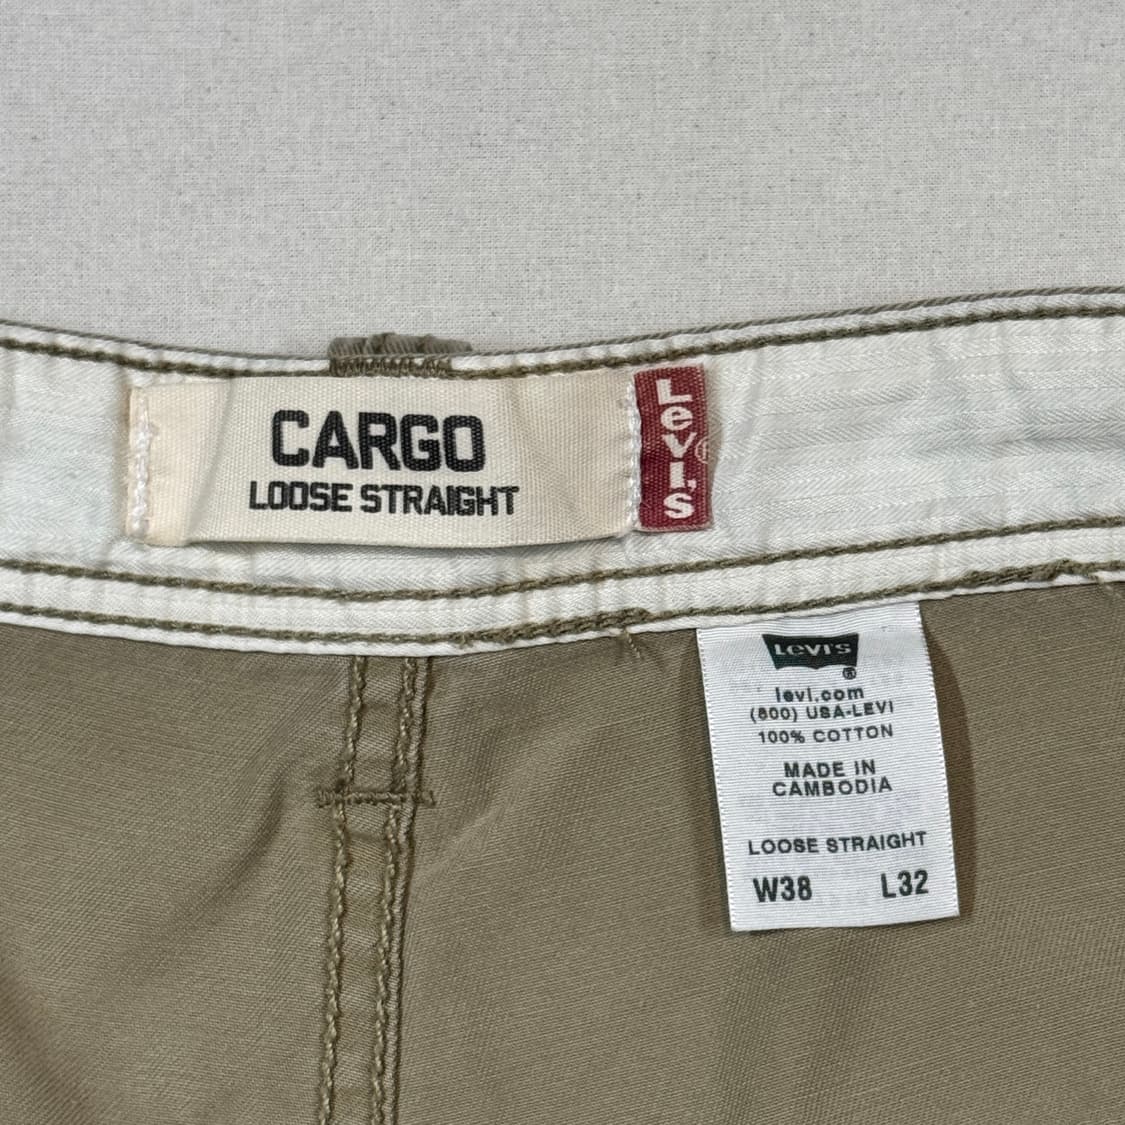 CARGO
LOOSE STRAIGHT
Levi's
®
Levi's
®
levi.com
(800) USA-LEVI
100% COTTON
MADE IN
CAMBODIA
LOOSE STRAIGHT
W38 L32